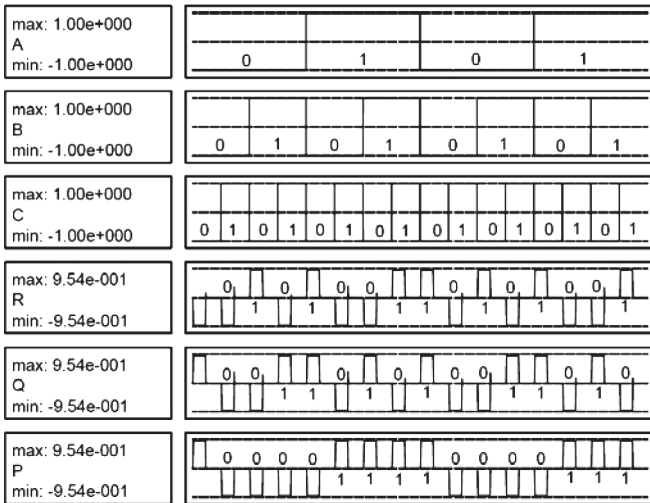 max: 1.00e+000
A
min: -1.00e+000
0 1 0 1
max: 1.00e+000
B
min: -1.00e+000
0 1 0 1 0 1 0 1
max: 1.00e+000
C
min: -1.00e+000
0 1 0 1 0 1 0 1 0 1 0 1 0 1 0 1
max: 9.54e-001
R
min: -9.54e-001
0 1 0 1 0 0 1 1 0 1 0 1 0 0 1
max: 9.54e-001
Q
min: -9.54e-001
0 0 1 1 0 1 0 1 0 0 1 1 0 1 0
max: 9.54e-001
P
min: -9.54e-001
0 0 0 0 1 1 1 1 0 0 0 0 1 1 1